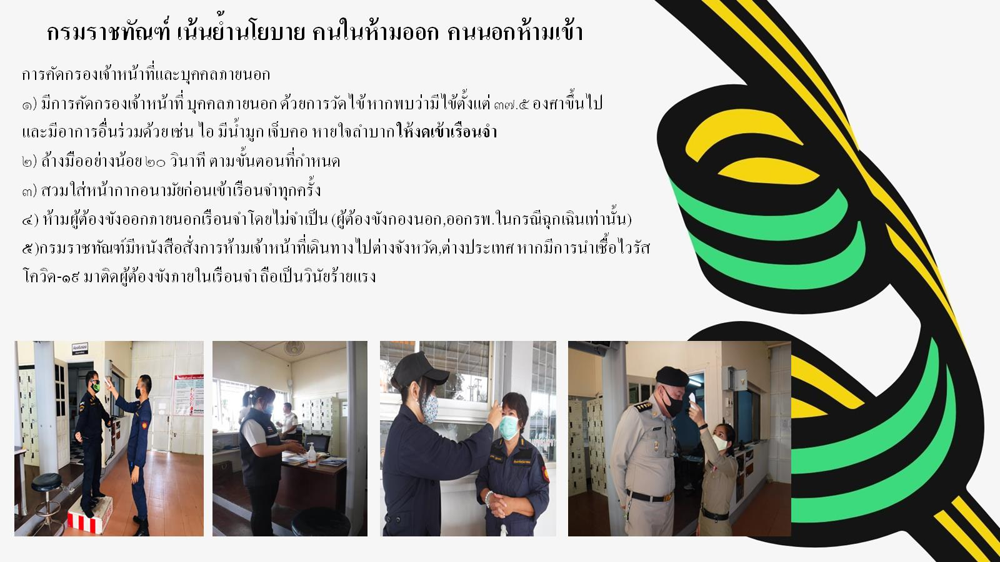 กรมราชทัณฑ์ เน้นย้ำนโยบาย คนในห้ามออก คนนอกห้ามเข้า
การคัดกรองเจ้าหน้าที่และบุคคลภายนอก
๑) มีการคัดกรองเจ้าหน้าที่ บุคคลภายนอก ด้วยการวัดไข้ หากพบว่ามีไข้ตั้งแต่ ๓๗.๕ องศาขึ้นไป
และมีอาการอื่นร่วมด้วย เช่น ไอ มีน้ำมูก เจ็บคอ หายใจลำบาก ให้งดเข้าเรือนจำ
๒) ล้างมืออย่างน้อย ๒๐ วินาที ตามขั้นตอนที่กำหนด
๓) สวมใส่หน้ากากอนามัยก่อนเข้าเรือนจำทุกครั้ง
๔) ห้ามผู้ต้องขังออกภายนอกเรือนจำโดยไม่จำเป็น (ผู้ต้องขังกองนอก,ออกรพ.ในกรณีฉุกเฉินเท่านั้น)
๕)กรมราชทัณฑ์มีหนังสือสั่งการห้ามเจ้าหน้าที่เดินทางไปต่างจังหวัด,ต่างประเทศ หากมีการนำเชื้อไวรัส
โควิด-๑๙ มาติดผู้ต้องขังภายในเรือนจำ ถือเป็นวินัยร้ายแรง